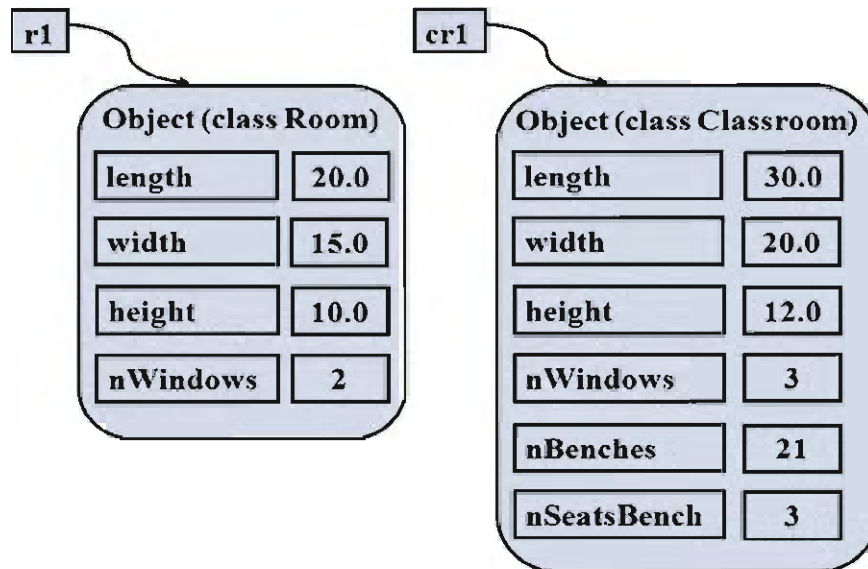 r1
Object (class Room)
length 20.0
width 15.0
height 10.0
nWindows 2
cr1
Object (class Classroom)
length 30.0
width 20.0
height 12.0
nWindows 3
nBenches 21
nSeatsBench 3